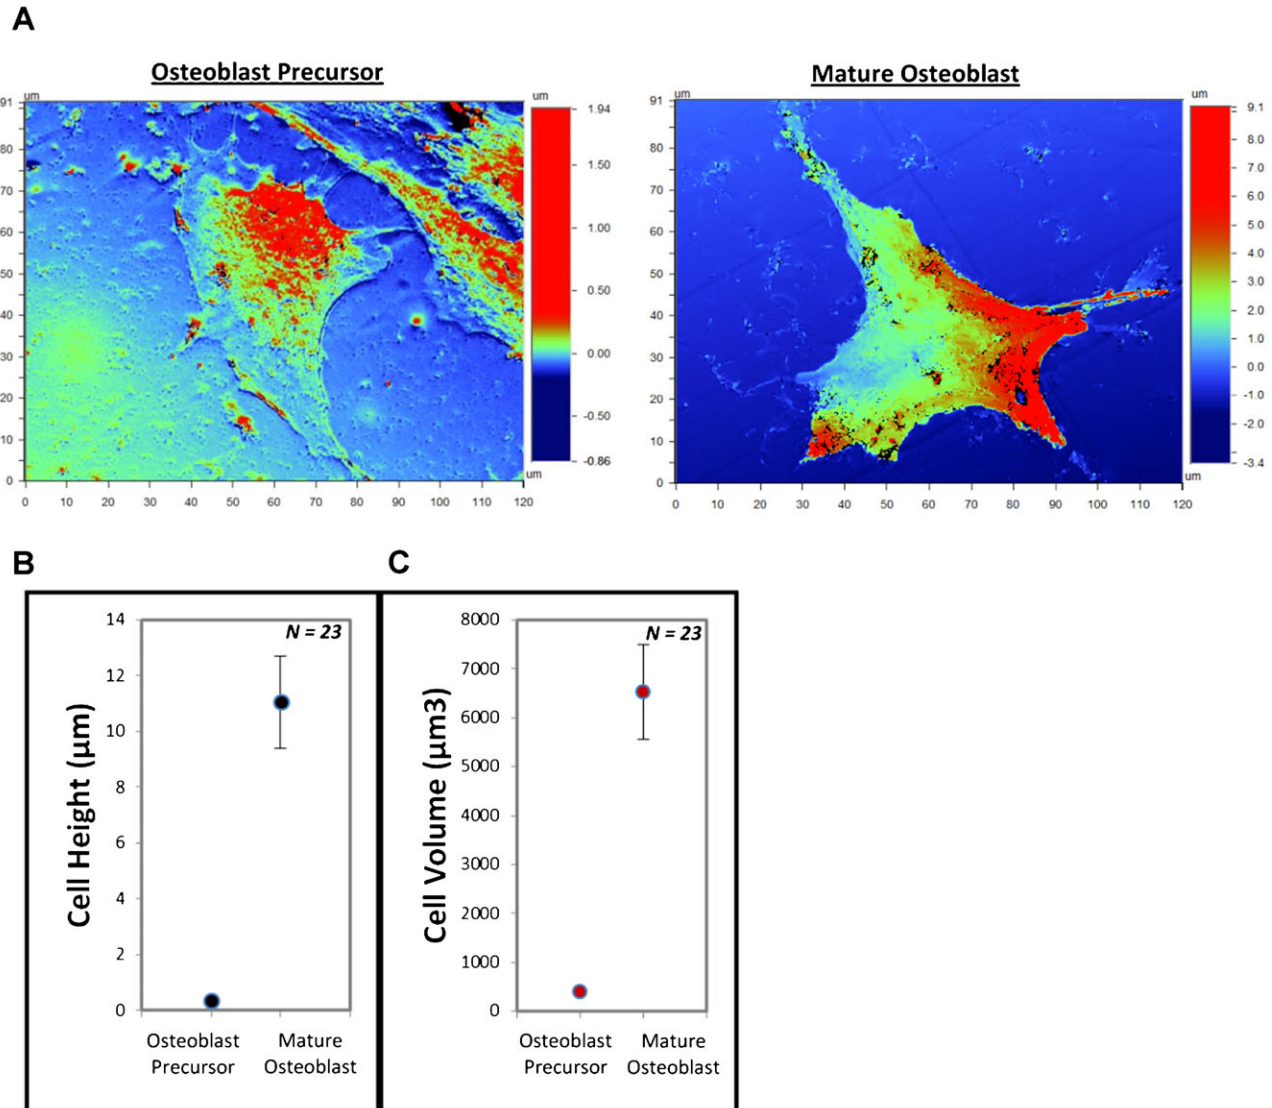 A
Osteoblast Precursor
Mature Osteoblast
um
91
80
70
60
50
40
30
20
10
0
0 10 20 30 40 50 60 70 80 90 100 110 120
um
1.94
1.50
1.00
0.50
0.00
-0.50
-0.86
um
um
91
80
70
60
50
40
30
20
10
0
0 10 20 30 40 50 60 70 80 90 100 110 120
um
9.1
8.0
7.0
6.0
5.0
4.0
3.0
2.0
1.0
0.0
-1.0
-2.0
-3.4
um
B
Cell Height (μm)
14
12
10
8
6
4
2
0
N = 23
Osteoblast Precursor
Mature Osteoblast
C
Cell Volume (μm3)
8000
7000
6000
5000
4000
3000
2000
1000
0
N = 23
Osteoblast Precursor
Mature Osteoblast